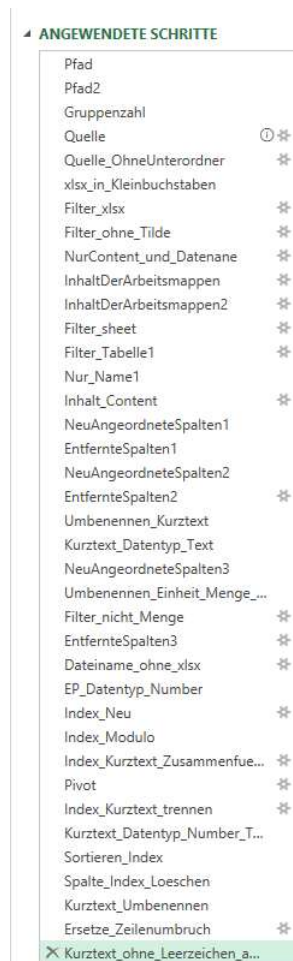 ANGEWENDETE SCHRITTE
Pfad
Pfad2
Gruppenzahl
Quelle
Quelle_OhneUnterordner
xlsx_in_Kleinbuchstaben
Filter_xlsx
Filter_ohne_Tilde
NurContent_und_Datenane
InhaltDerArbeitsmappen
InhaltDerArbeitsmappen2
Filter_sheet
Filter_Tabelle1
Nur_Name1
Inhalt_Content
NeuAngeordneteSpalten1
EntfernteSpalten1
NeuAngeordneteSpalten2
EntfernteSpalten2
Umbenennen_Kurztext
Kurztext_Datentyp_Text
NeuAngeordneteSpalten3
Umbenennen_Einheit_Menge_...
Filter_nicht_Menge
EntfernteSpalten3
Dateiname_ohne_xlsx
EP_Datentyp_Number
Index_Neu
Index_Modulo
Index_Kurztext_Zusammenfue...
Pivot
Index_Kurztext_trennen
Kurztext_Datentyp_Number_T...
Sortieren_Index
Spalte_Index_Loeschen
Kurztext_Umbenennen
Ersetze_Zeilenumbruch
Kurztext_ohne_Leerzeichen_a...